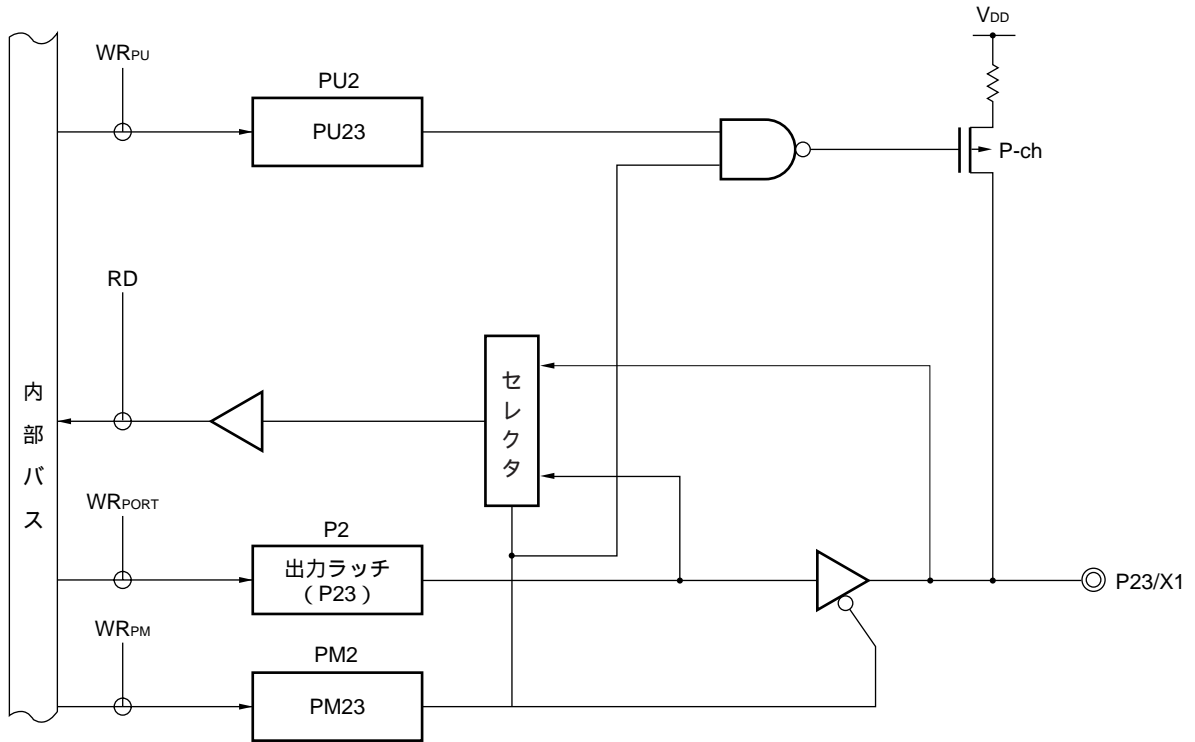 VDD
WRPU
PU2
PU23
P-ch
RD
内部バス
セレクタ
WRPORT
P2
出力ラッチ
（P23）
P23/X1
WRPM
PM2
PM23